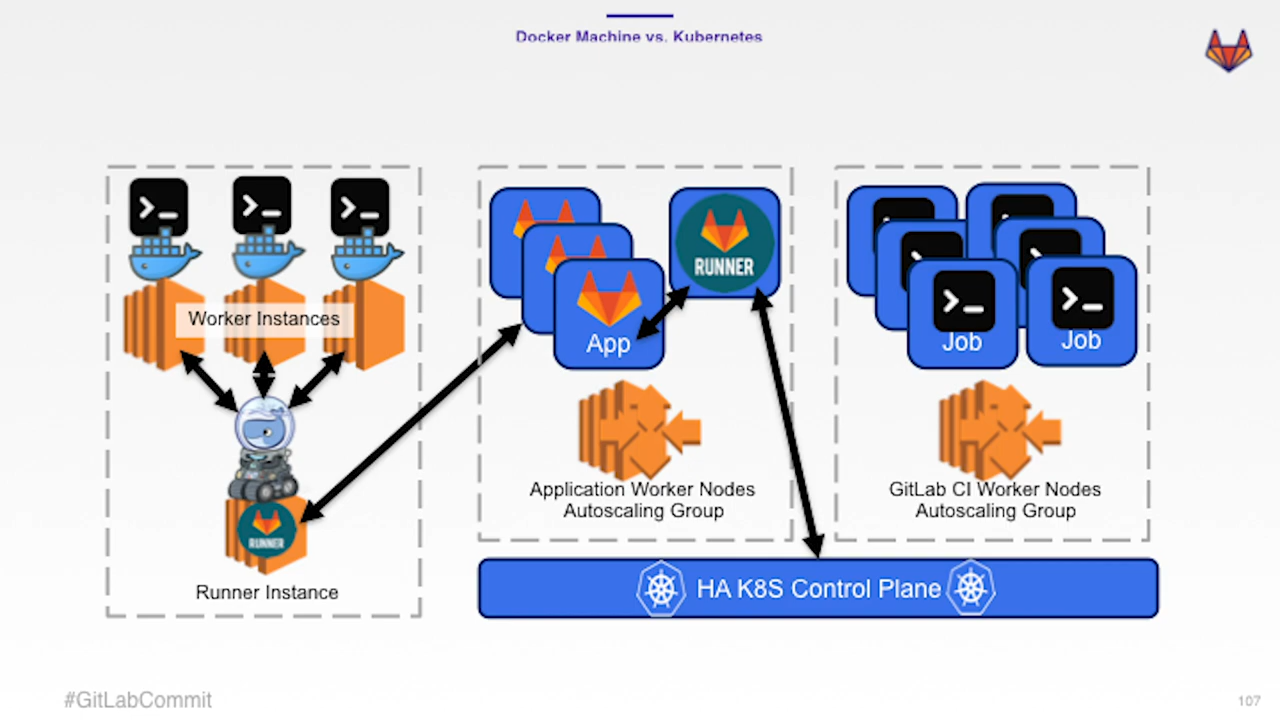 Docker Machine vs. Kubernetes
Worker Instances
RUNNER
Runner Instance
App
RUNNER
Application Worker Nodes
Autoscaling Group
Job
Job
GitLab CI Worker Nodes
Autoscaling Group
HA K8S Control Plane
#GitLabCommit
107